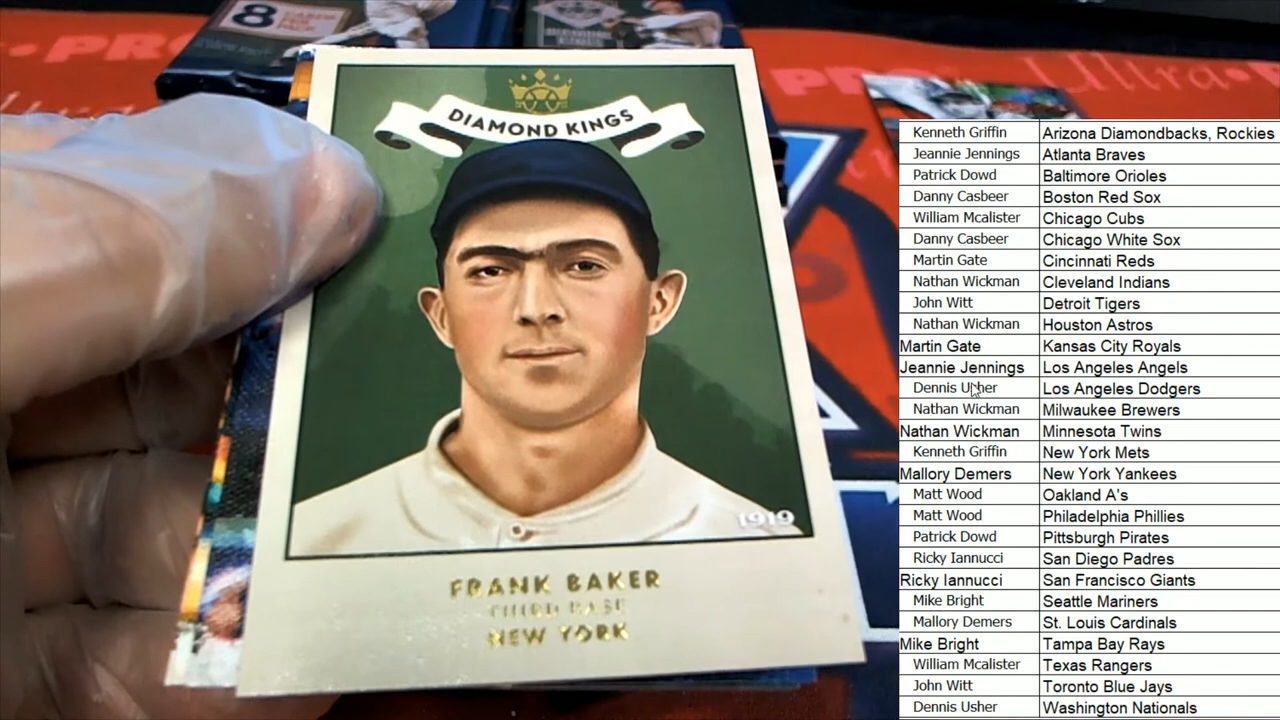 8
CARDS PER PACK
PRO
PRO
Ultra
DIAMOND KINGS
1919
FRANK BAKER
THIRD BASE
NEW YORK
Kenneth Griffin Arizona Diamondbacks, Rockies
Jeannie Jennings Atlanta Braves
Patrick Dowd Baltimore Orioles
Danny Casbeer Boston Red Sox
William Mcalister Chicago Cubs
Danny Casbeer Chicago White Sox
Martin Gate Cincinnati Reds
Nathan Wickman Cleveland Indians
John Witt Detroit Tigers
Nathan Wickman Houston Astros
Martin Gate Kansas City Royals
Jeannie Jennings Los Angeles Angels
Dennis Usher Los Angeles Dodgers
Nathan Wickman Milwaukee Brewers
Nathan Wickman Minnesota Twins
Kenneth Griffin New York Mets
Mallory Demers New York Yankees
Matt Wood Oakland A's
Matt Wood Philadelphia Phillies
Patrick Dowd Pittsburgh Pirates
Ricky Iannucci San Diego Padres
Ricky Iannucci San Francisco Giants
Mike Bright Seattle Mariners
Mallory Demers St. Louis Cardinals
Mike Bright Tampa Bay Rays
William Mcalister Texas Rangers
John Witt Toronto Blue Jays
Dennis Usher Washington Nationals